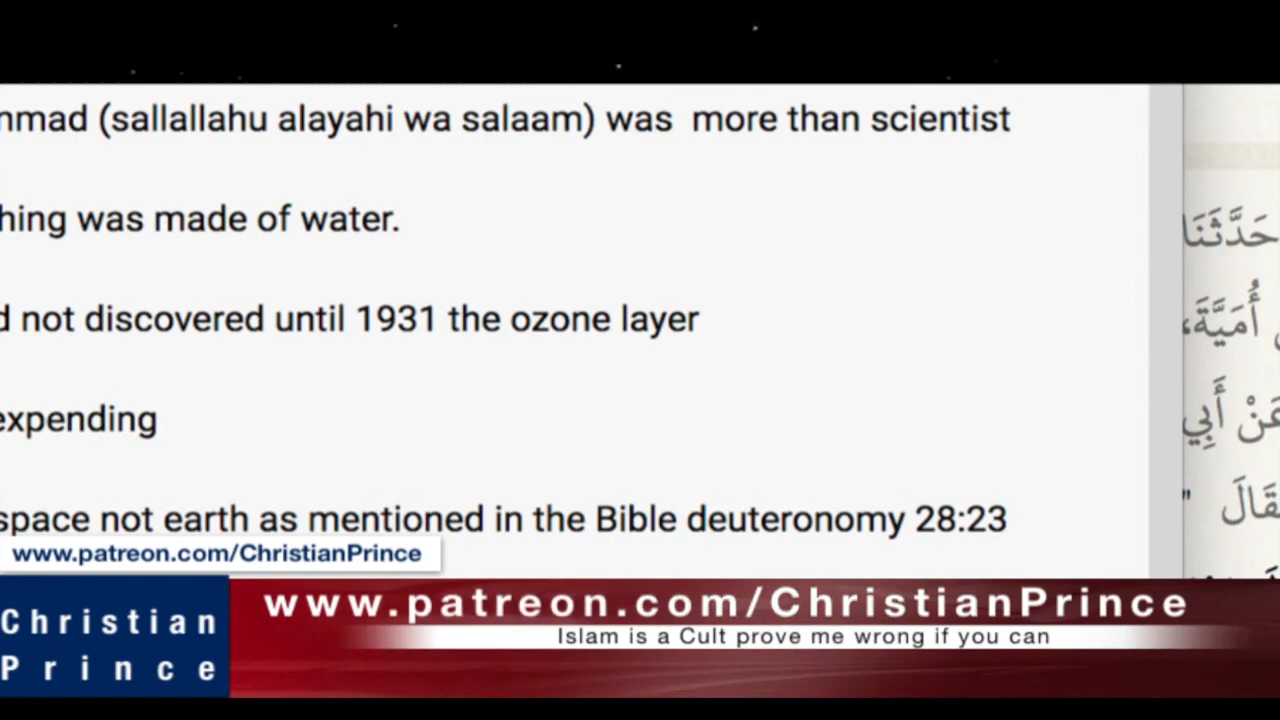 nmad (sallallahu alayahi wa salaam) was more than scientist
حَدَّثَنَا
hing was made of water.
أُمَيَّةَ،
d not discovered until 1931 the ozone layer
عَنْ أَبِي
expending
space not earth as mentioned in the Bible deuteronomy 28:23
www.patreon.com/ChristianPrince
www.patreon.com/ChristianPrince
Christian
Prince
Islam is a Cult prove me wrong if you can